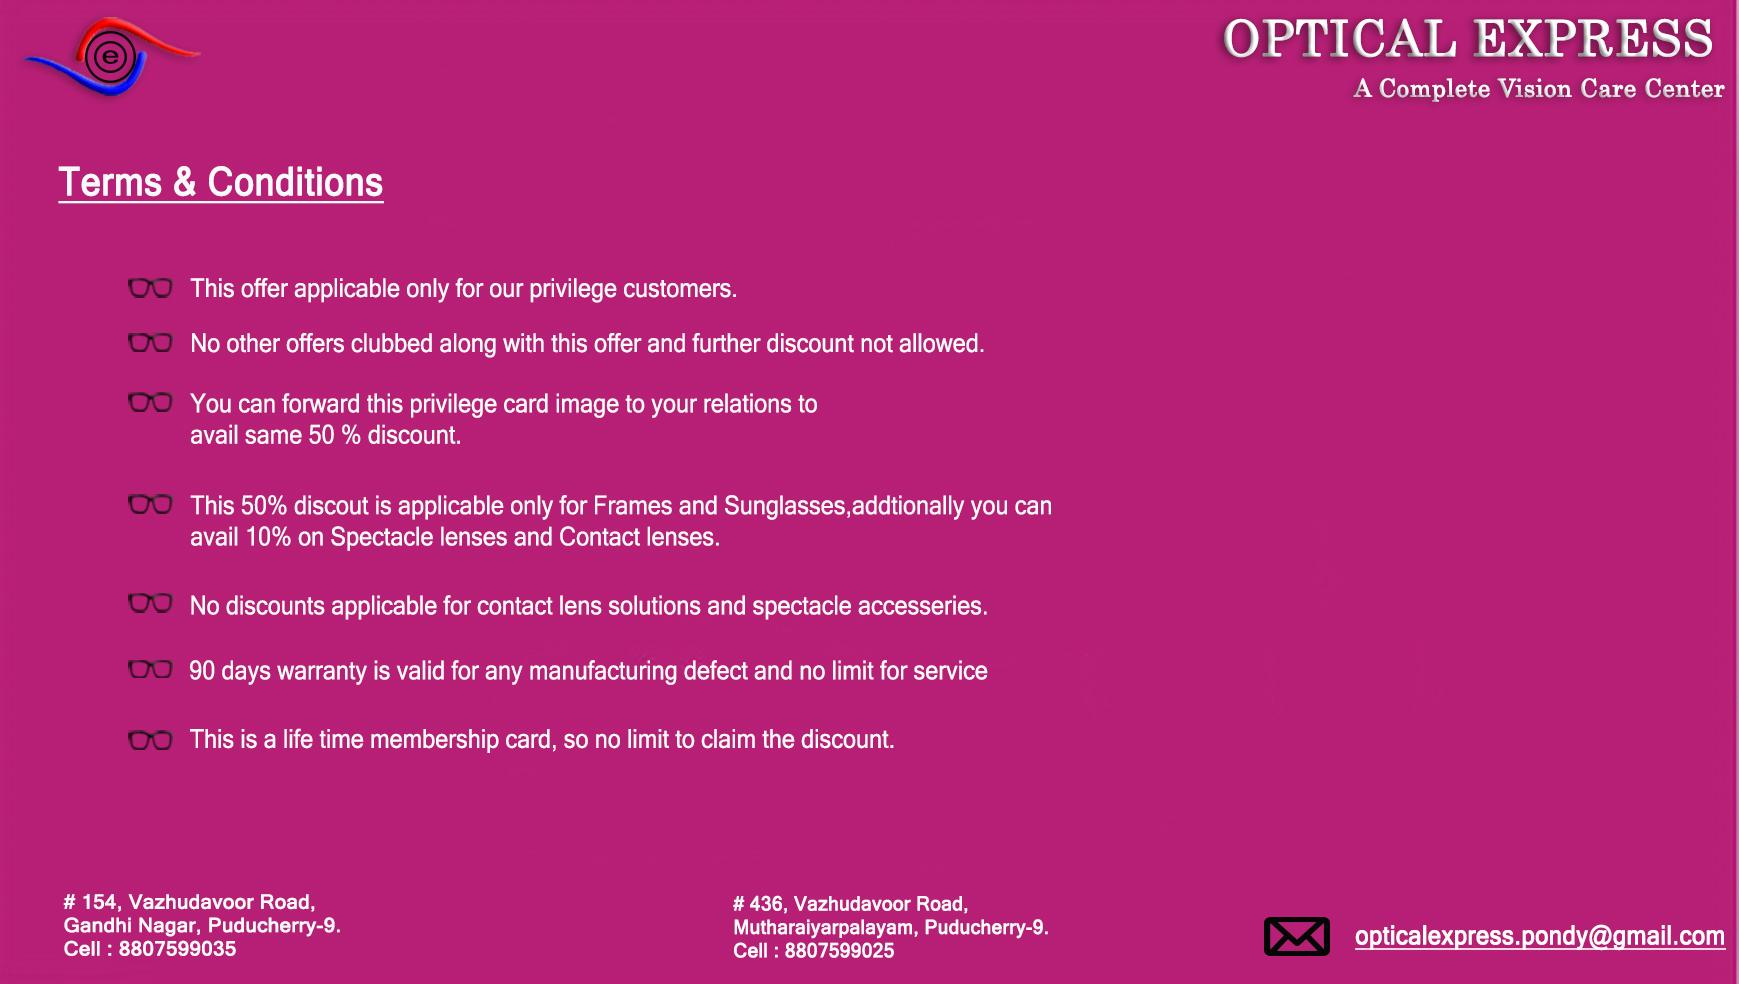 e
OPTICAL EXPRESS
A Complete Vision Care Center
Terms & Conditions
This offer applicable only for our privilege customers.
No other offers clubbed along with this offer and further discount not allowed.
You can forward this privilege card image to your relations to
avail same 50 % discount.
This 50% discout is applicable only for Frames and Sunglasses,addtionally you can
avail 10% on Spectacle lenses and Contact lenses.
No discounts applicable for contact lens solutions and spectacle accesseries.
90 days warranty is valid for any manufacturing defect and no limit for service
This is a life time membership card, so no limit to claim the discount.
# 154, Vazhudavoor Road,
Gandhi Nagar, Puducherry-9.
Cell : 8807599035
# 436, Vazhudavoor Road,
Mutharaiyarpalayam, Puducherry-9.
Cell : 8807599025
opticalexpress.pondy@gmail.com